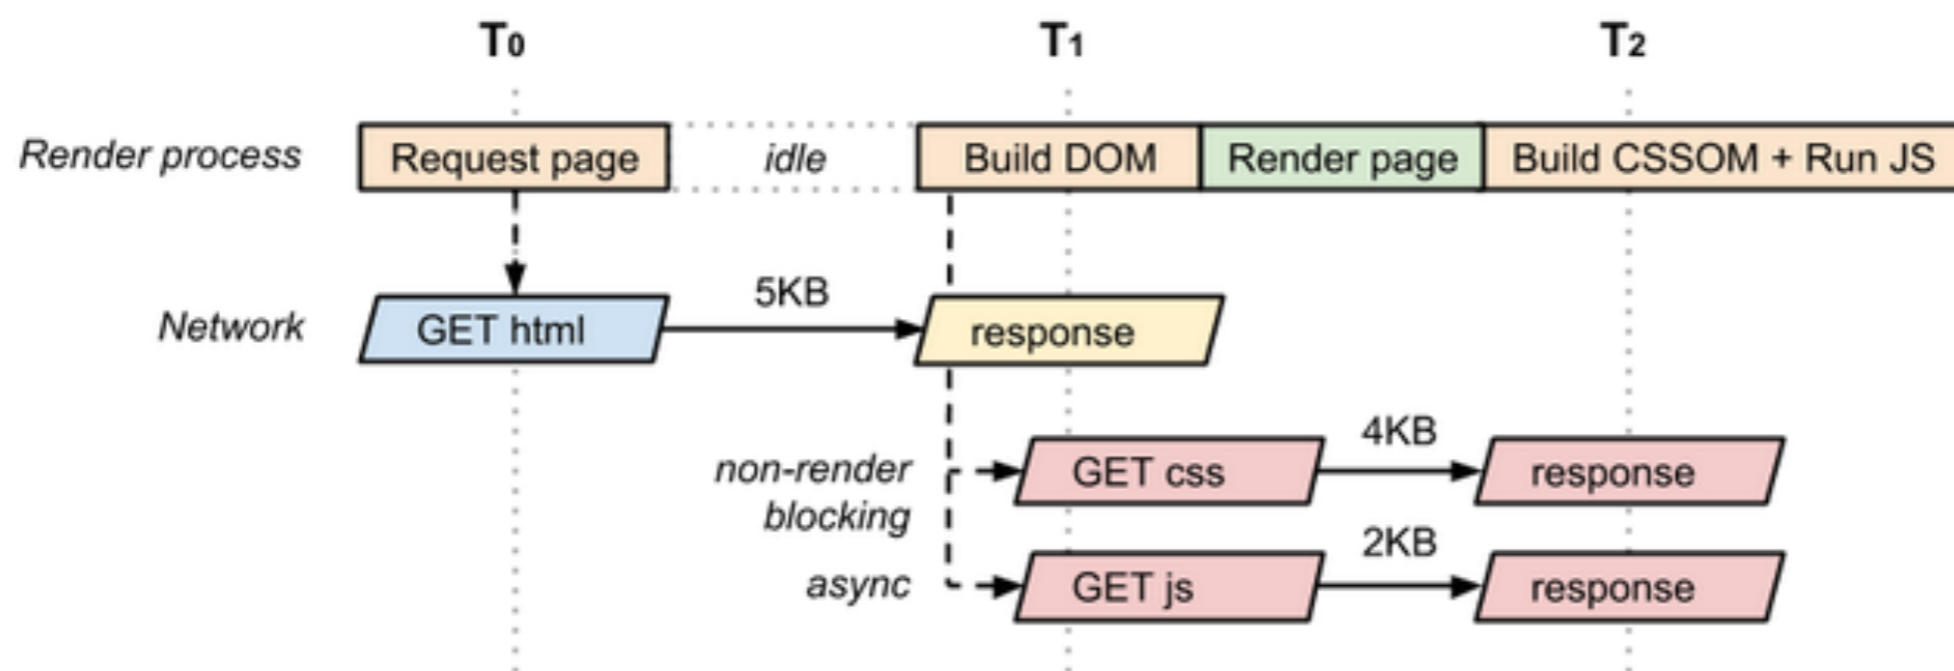 T0 T1 T2
Render process Request page idle Build DOM Render page Build CSSOM + Run JS
5KB
Network GET html response
4KB
non-render GET css response
blocking
2KB
async GET js response